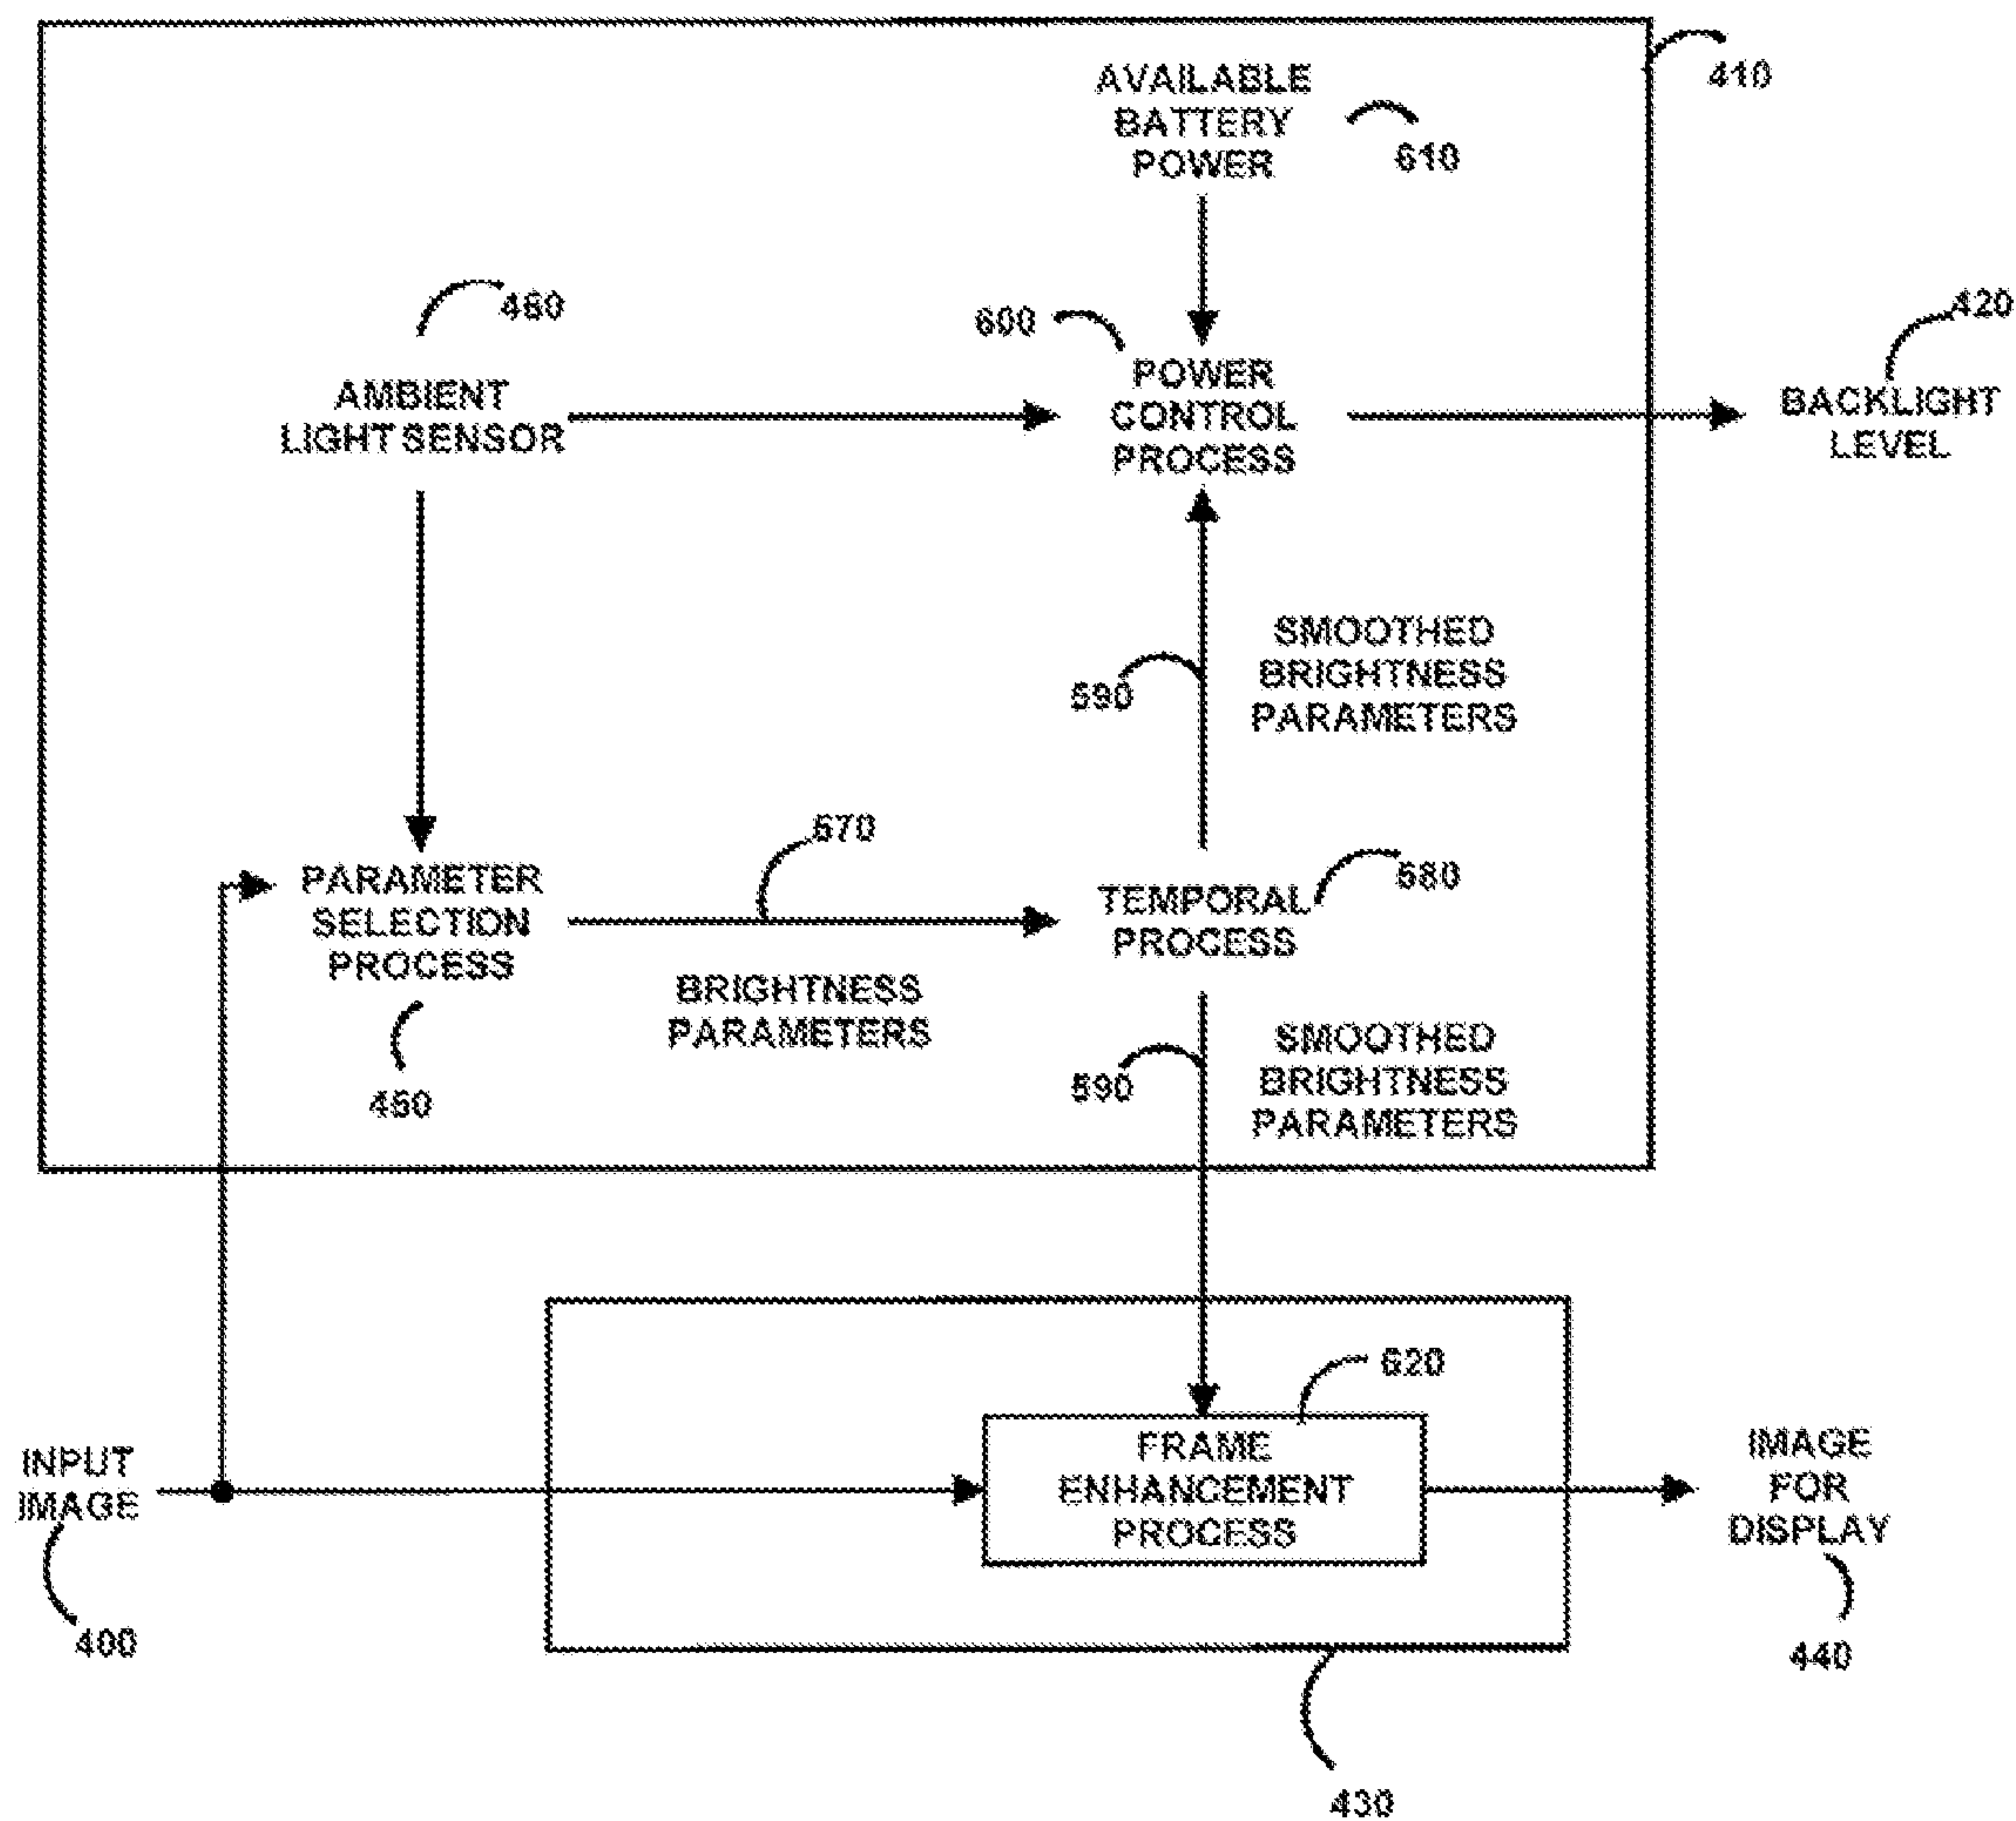 410
AVAILABLE
BATTERY
POWER
610
420
600
AMBIENT
LIGHT SENSOR
POWER
CONTROL
PROCESS
BACKLIGHT
LEVEL
590
SMOOTHED
BRIGHTNESS
PARAMETERS
570
580
PARAMETER
SELECTION
PROCESS
TEMPORAL
PROCESS
BRIGHTNESS
PARAMETERS
590
SMOOTHED
BRIGHTNESS
PARAMETERS
620
INPUT
IMAGE
FRAME
ENHANCEMENT
PROCESS
IMAGE
FOR
DISPLAY
400
440
430